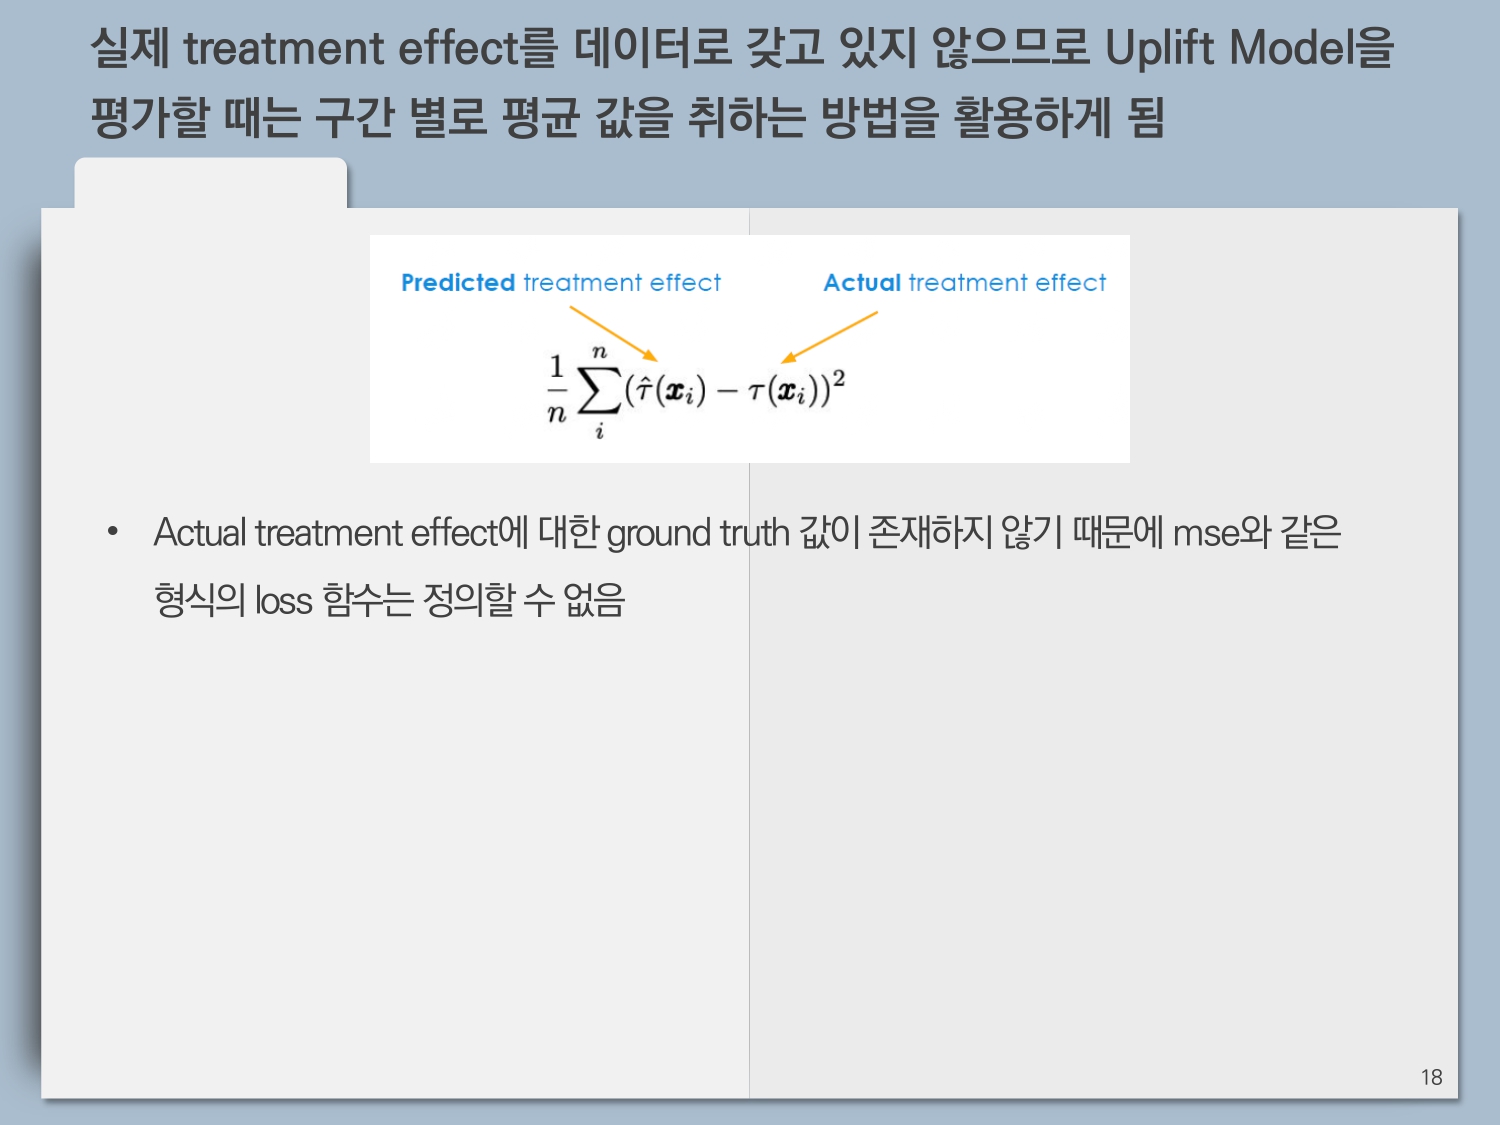 실제 treatment effect를 데이터로 갖고 있지 않으므로 Uplift Model을
평가할 때는 구간 별로 평균 값을 취하는 방법을 활용하게 됨
Predicted treatment effect
Actual treatment effect
$\frac{1}{n}\sum_{i}^{n}(\hat{\tau}(\boldsymbol{x}_i) - \tau(\boldsymbol{x}_i))^2$
• Actual treatment effect에 대한 ground truth 값이 존재하지 않기 때문에 mse와 같은
형식의 loss 함수는 정의할 수 없음
18